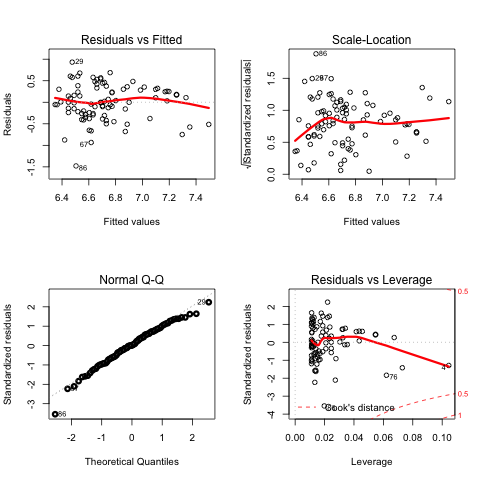 Residuals vs Fitted
Residuals
0.5
-0.5
-1.5
29
67
86
6.4 6.8 7.0 7.2 7.4
Fitted values
Scale-Location
√|Standardized residuals|
1.5
1.0
0.5
0.0
86
29
6.4 6.6 6.8 7.0 7.2 7.4
Fitted values
Normal Q-Q
Standardized residuals
2
1
0
-1
-2
-3
29
86
-2 -1 0 1 2
Theoretical Quantiles
Residuals vs Leverage
Standardized residuals
2
1
0
-1
-2
-3
-4
0.5
4
76
0.5
1
Cook's distance
0.00 0.02 0.04 0.06 0.08 0.10
Leverage